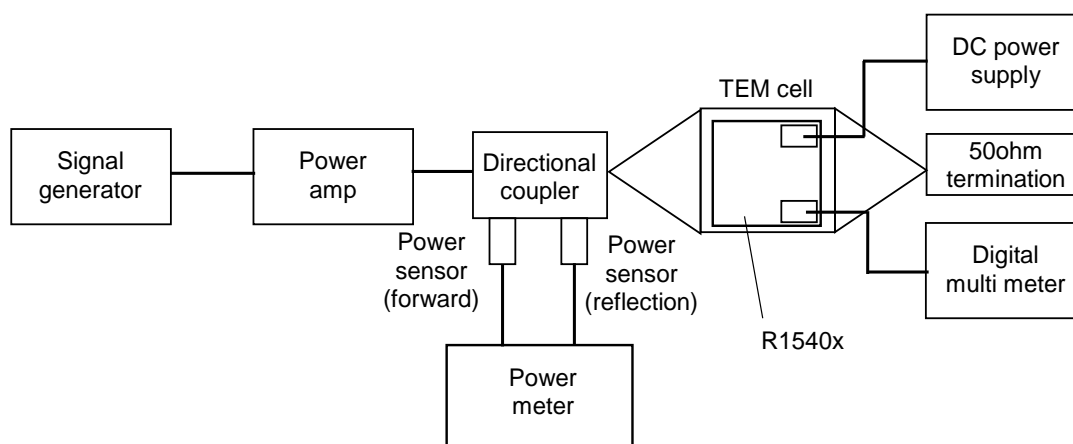 DC power
supply
TEM cell
Signal
generator
Power
amp
Directional
coupler
50ohm
termination
Power
sensor
(forward)
Power
sensor
(reflection)
Digital
multi meter
R1540x
Power
meter